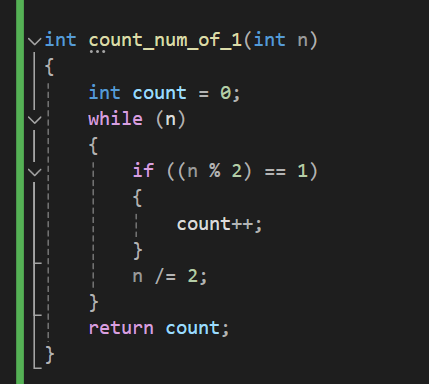 int count_num_of_1(int n)
{
    int count = 0;
    while (n)
    {
        if ((n % 2) == 1)
        {
            count++;
        }
        n /= 2;
    }
    return count;
}